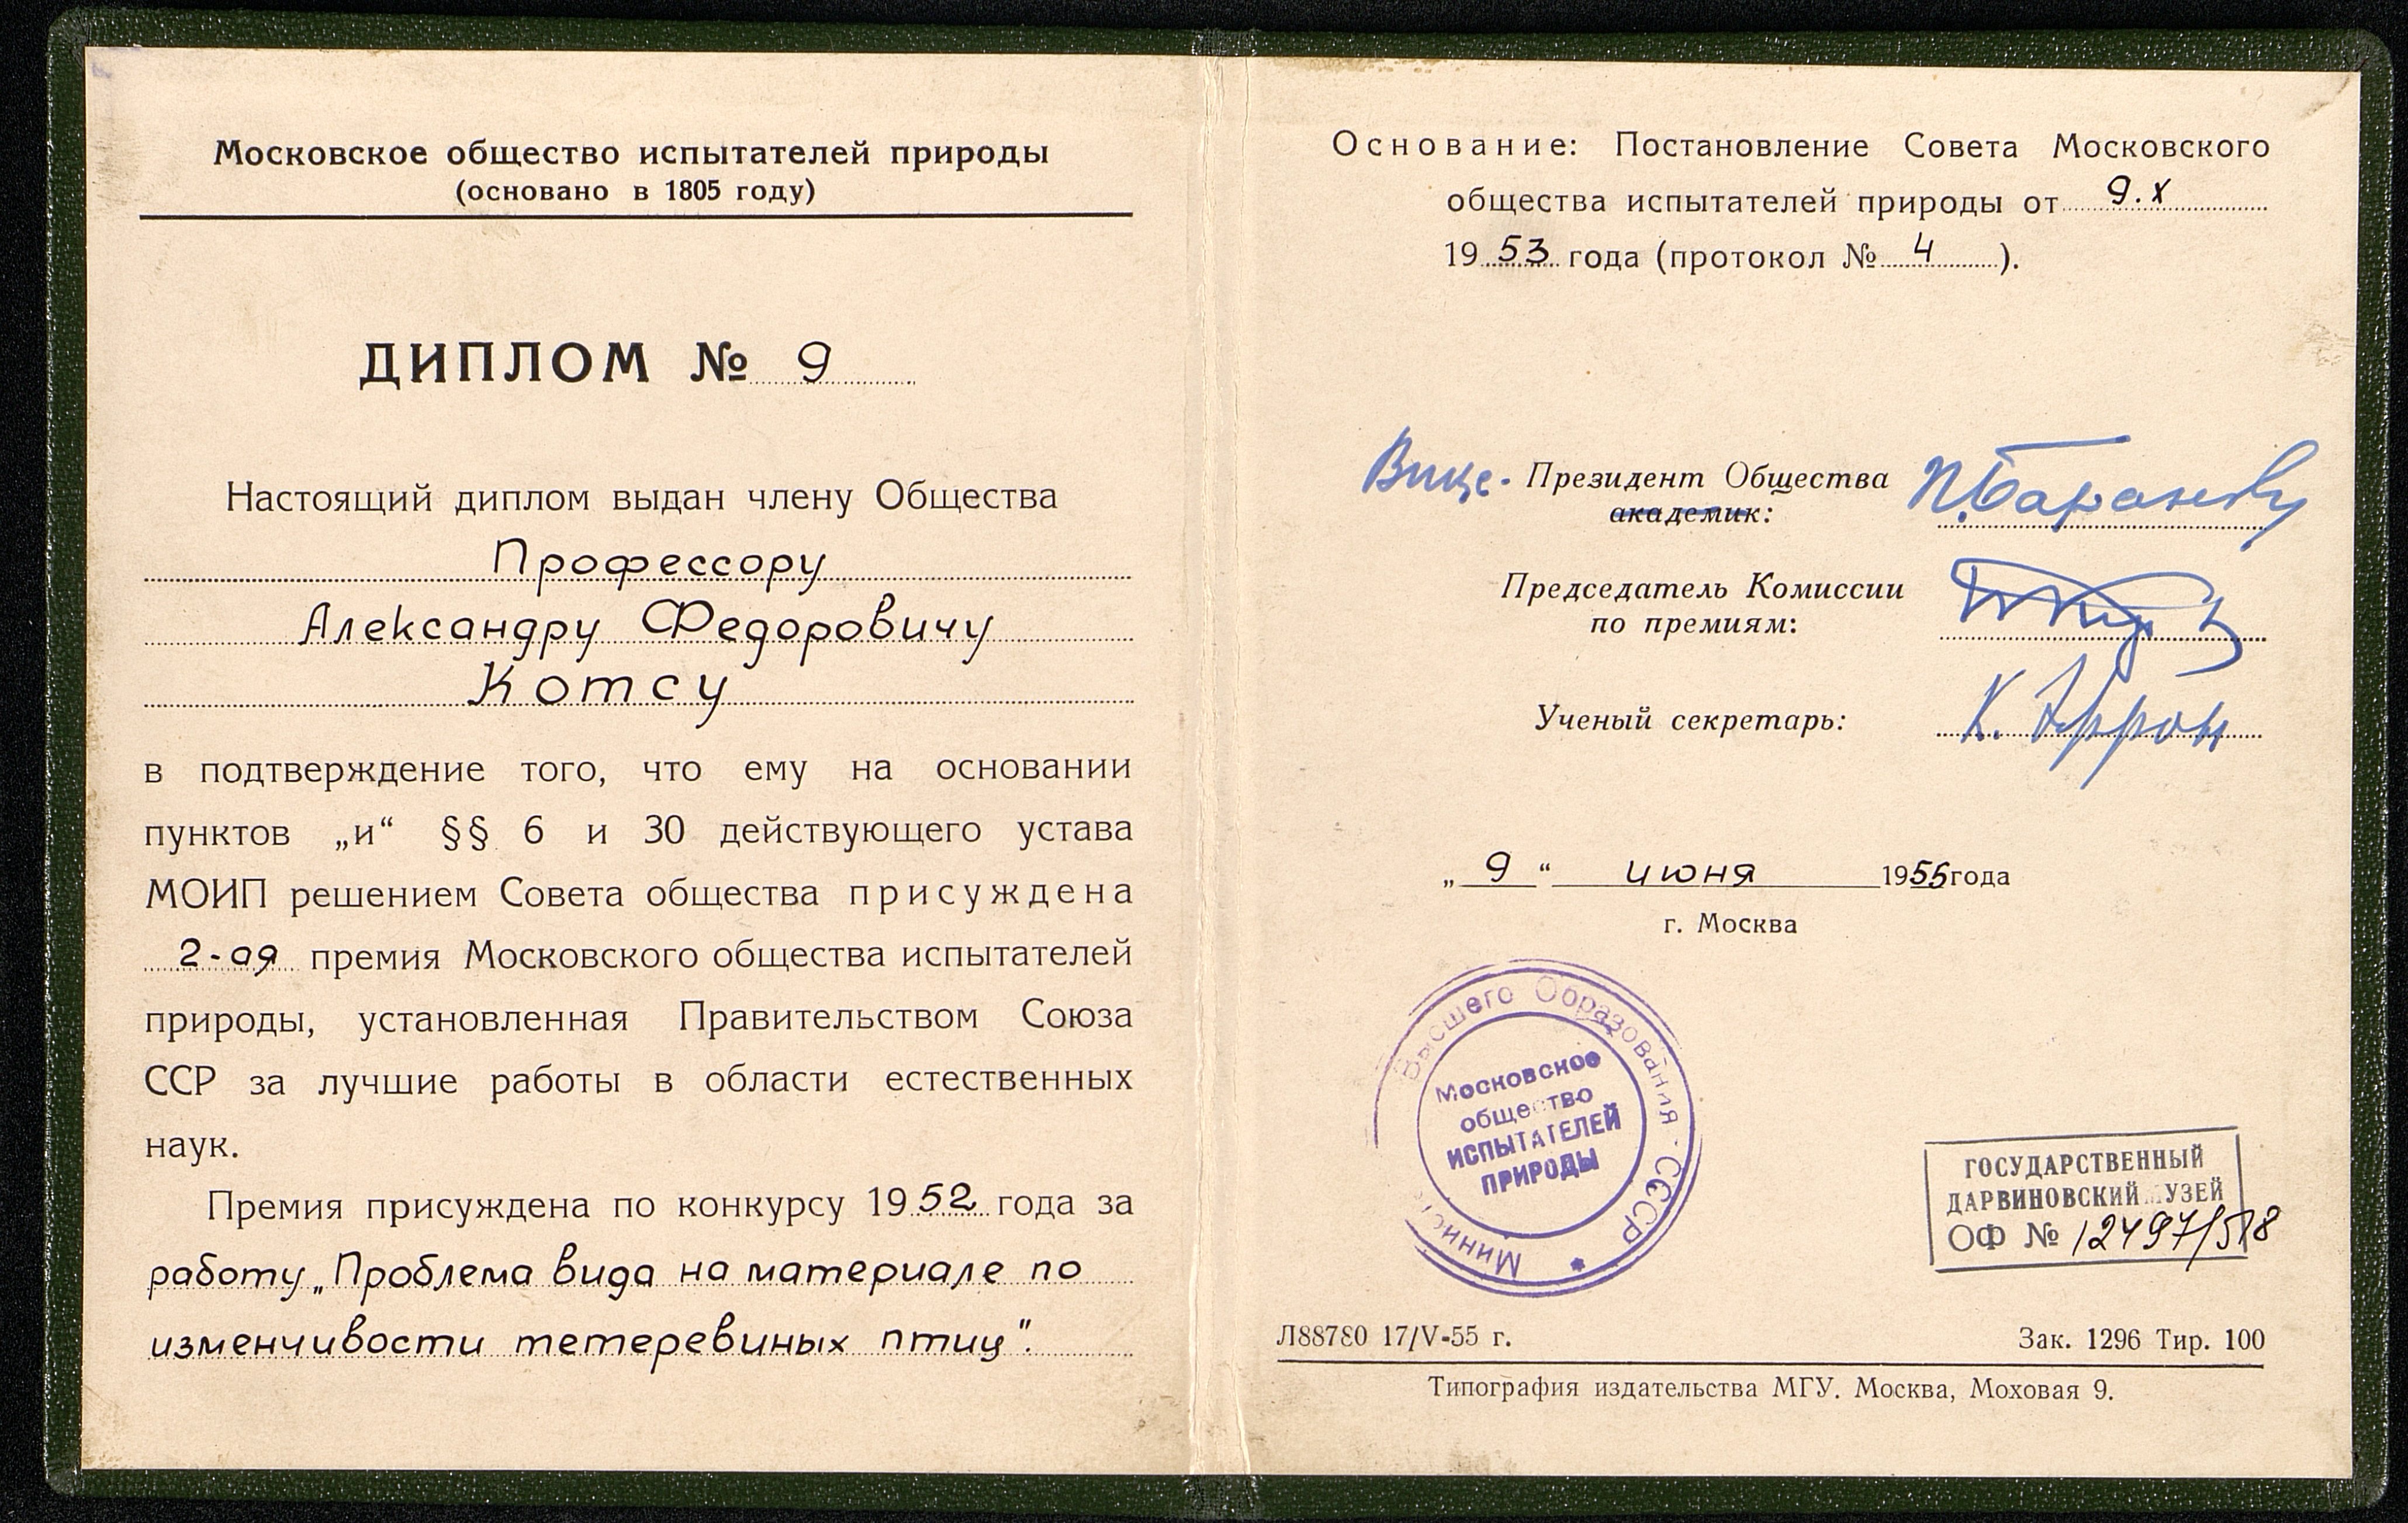 Московское общество испытателей природы
(основано в 1805 году)
ДИПЛОМ № 9
Настоящий диплом выдан члену Общества
Профессору
Александру Федоровичу
Котсу
в подтверждение того, что ему на основании
пунктов „и“ §§ 6 и 30 действующего устава
МОИП решением Совета общества присуждена
2-ая премия Московского общества испытателей
природы, установленная Правительством Союза
ССР за лучшие работы в области естественных
наук.
Премия присуждена по конкурсу 1952 года за
работу „Проблема вида на материале по
изменчивости тетеревиных птиц".
Основание: Постановление Совета Московского
общества испытателей природы от 9.X
1953 года (протокол № 4).
Вице-Президент Общества
академик:
Председатель Комиссии
по премиям:
Ученый секретарь:
„9“ июня 1955 года
г. Москва
Высшего Образования СССР
Московское
общество
ИСПЫТАТЕЛЕЙ
ПРИРОДЫ
ГОСУДАРСТВЕННЫЙ
ДАРВИНОВСКИЙ МУЗЕЙ
ОФ № 12497/578
Л88780 17/V-55 г.
Зак. 1296 Тир. 100
Типография издательства МГУ. Москва, Моховая 9.